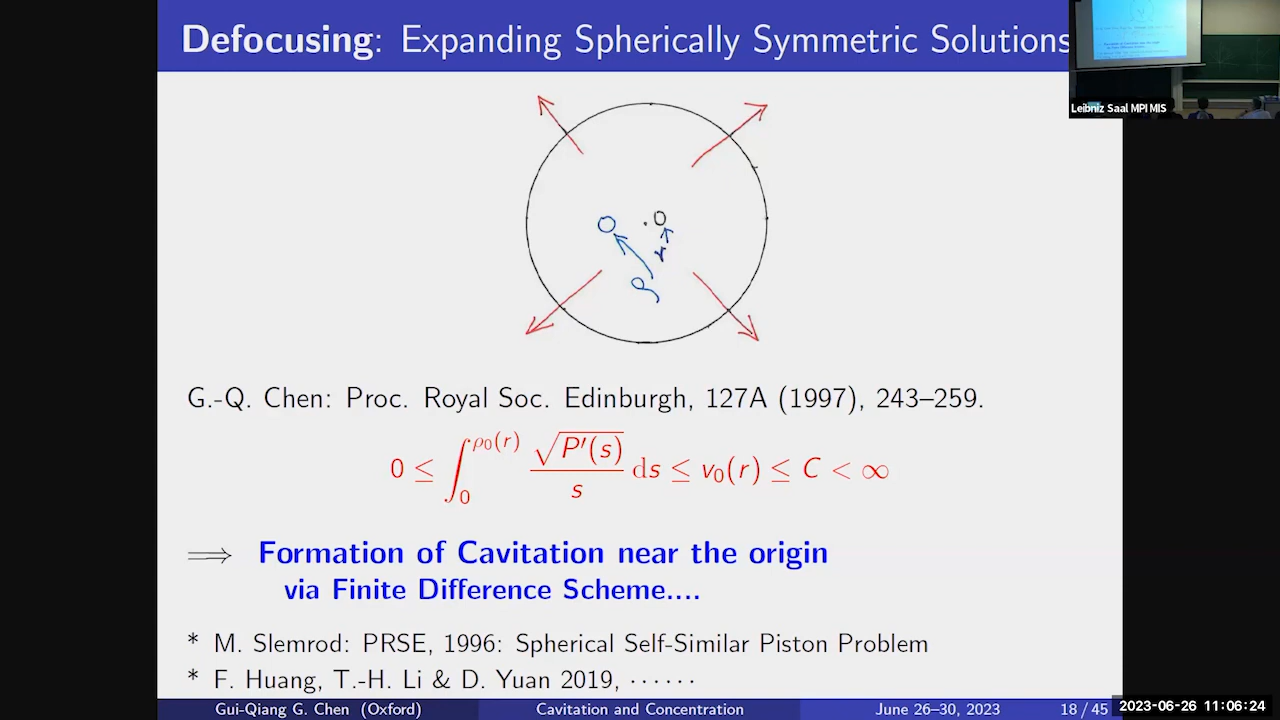 Defocusing: Expanding Spherically Symmetric Solutions
Leibniz Saal MPI MIS
0 . 0
r
ρ
G.-Q. Chen: Proc. Royal Soc. Edinburgh, 127A (1997), 243–259.
0 ≤ ∫_0^{ρ_0(r)} √(P′(s))/s ds ≤ v_0(r) ≤ C < ∞
⟹ Formation of Cavitation near the origin
via Finite Difference Scheme....
* M. Slemrod: PRSE, 1996: Spherical Self-Similar Piston Problem
* F. Huang, T.-H. Li & D. Yuan 2019, ······
Gui-Qiang G. Chen (Oxford) Cavitation and Concentration June 26–30, 2023 18 / 45
2023-06-26 11:06:24